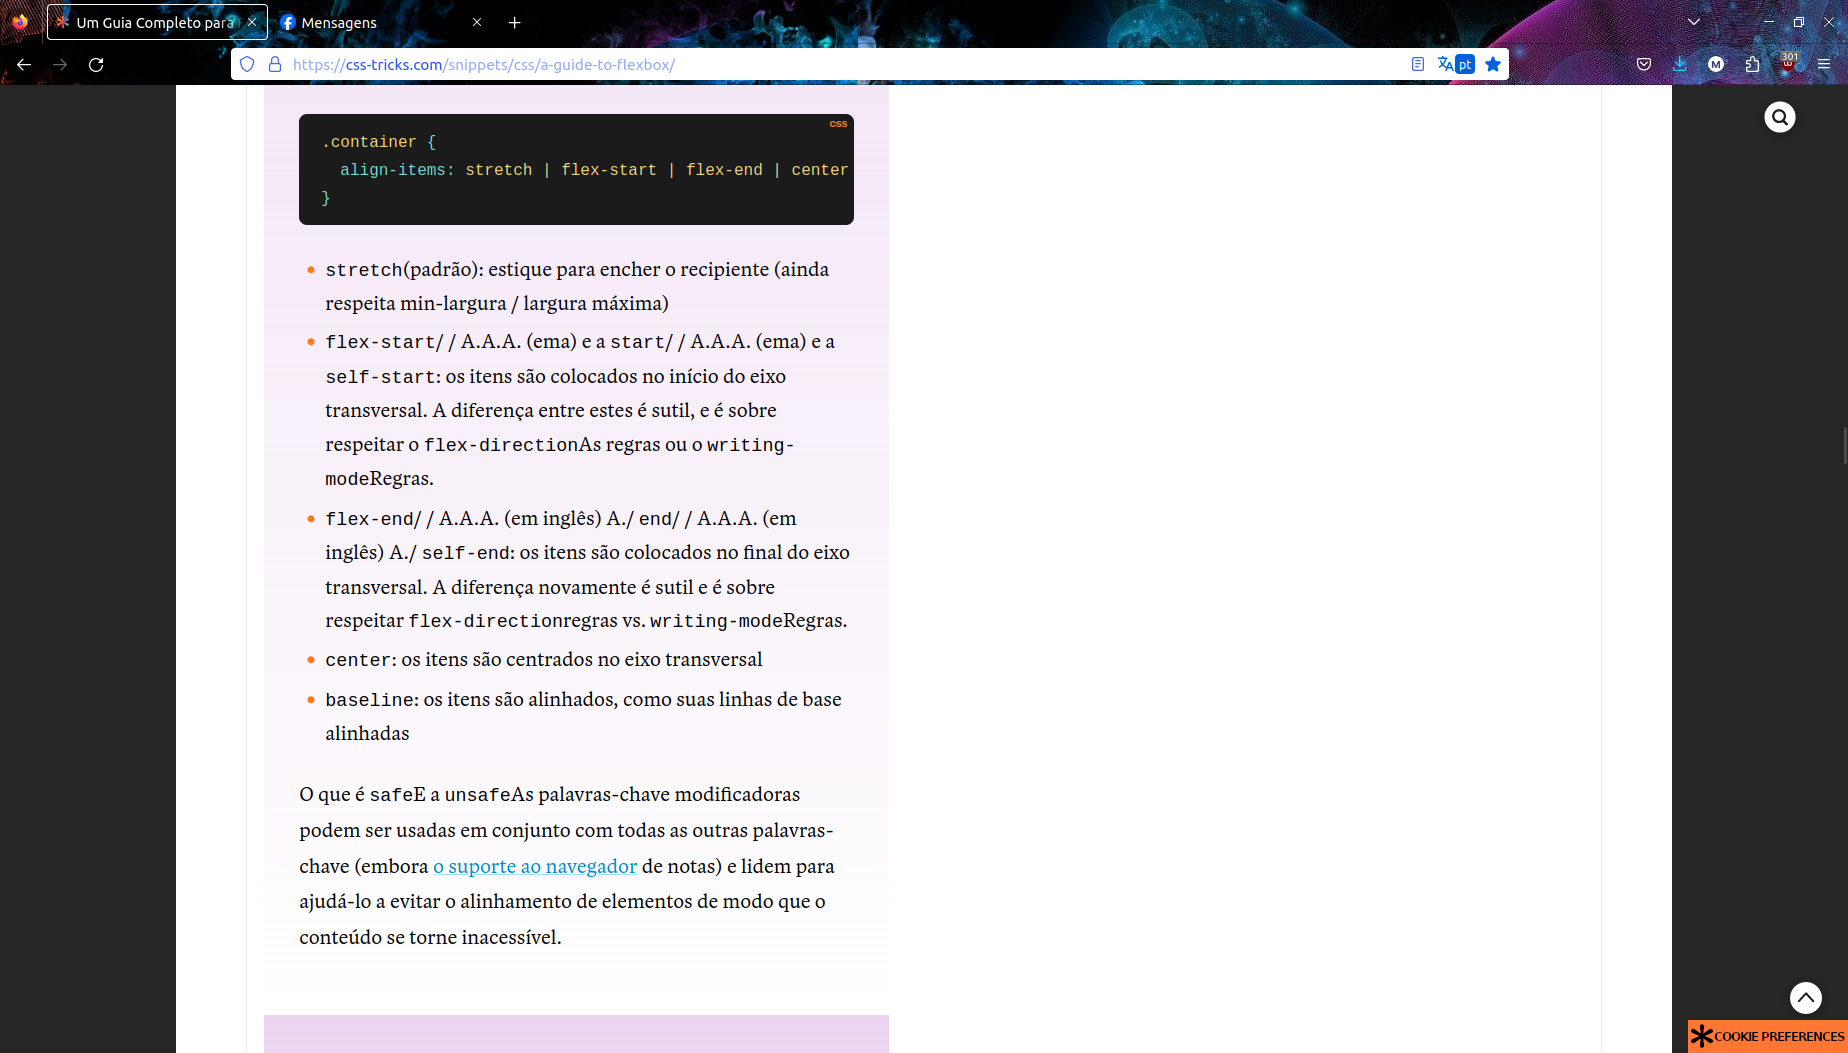 Um Guia Completo para
Mensagens
https://css-tricks.com/snippets/css/a-guide-to-flexbox/
pt
M
301
css
.container {
align-items: stretch | flex-start | flex-end | center
}
stretch(padrão): estique para encher o recipiente (ainda
respeita min-largura / largura máxima)
flex-start/ / A.A.A. (ema) e a start/ / A.A.A. (ema) e a
self-start: os itens são colocados no início do eixo
transversal. A diferença entre estes é sutil, e é sobre
respeitar o flex-directionAs regras ou o writing-
modeRegras.
flex-end/ / A.A.A. (em inglês) A./ end/ / A.A.A. (em
inglês) A./ self-end: os itens são colocados no final do eixo
transversal. A diferença novamente é sutil e é sobre
respeitar flex-directionregras vs. writing-modeRegras.
center: os itens são centrados no eixo transversal
baseline: os itens são alinhados, como suas linhas de base
alinhadas
O que é safeE a unsafeAs palavras-chave modificadoras
podem ser usadas em conjunto com todas as outras palavras-
chave (embora o suporte ao navegador de notas) e lidem para
ajudá-lo a evitar o alinhamento de elementos de modo que o
conteúdo se torne inacessível.
COOKIE PREFERENCES